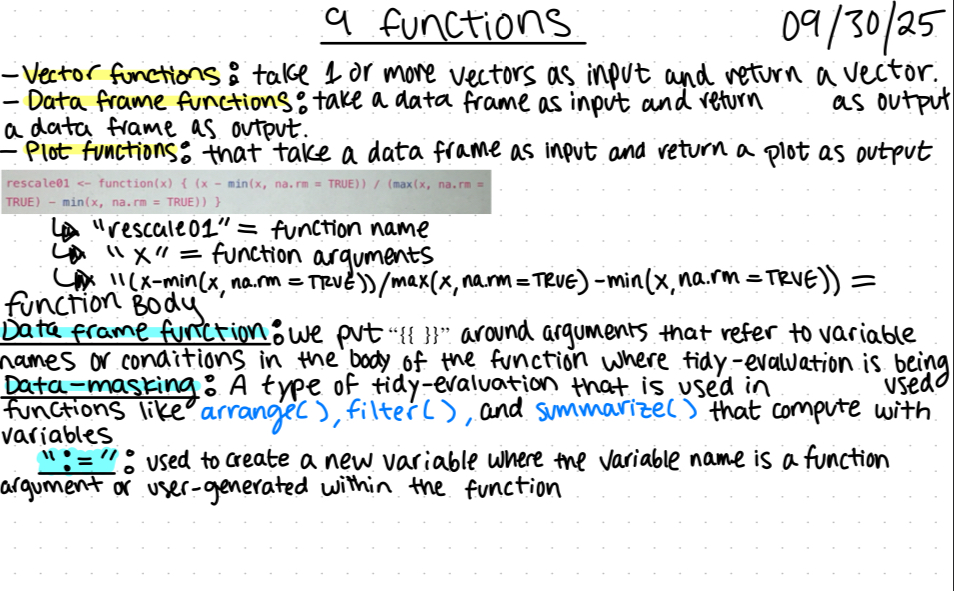 9 functions 09/30/25
- Vector functions: take 1 or more vectors as input and return a vector.
- Data frame functions: take a data frame as input and return as output
a data frame as output.
- Plot functions: that take a data frame as input and return a plot as output
rescale01 <- function(x) { (x - min(x, na.rm = TRUE)) / (max(x, na.rm =
TRUE) - min(x, na.rm = TRUE)) }
↳ "rescale01" = function name
↳ "x" = function arguments
↳ "(x-min(x, na.rm = TRUE))/max(x, na.rm = TRUE) - min(x, na.rm = TRUE)) =
function Body
Data frame function: we put "{{ }}" around arguments that refer to variable
names or conditions in the body of the function where tidy-evaluation is being
used
Data-masking: A type of tidy-evaluation that is used in
functions like arrange(), filter(), and summarize() that compute with
variables
":=": used to create a new variable where the variable name is a function
argument or user-generated within the function